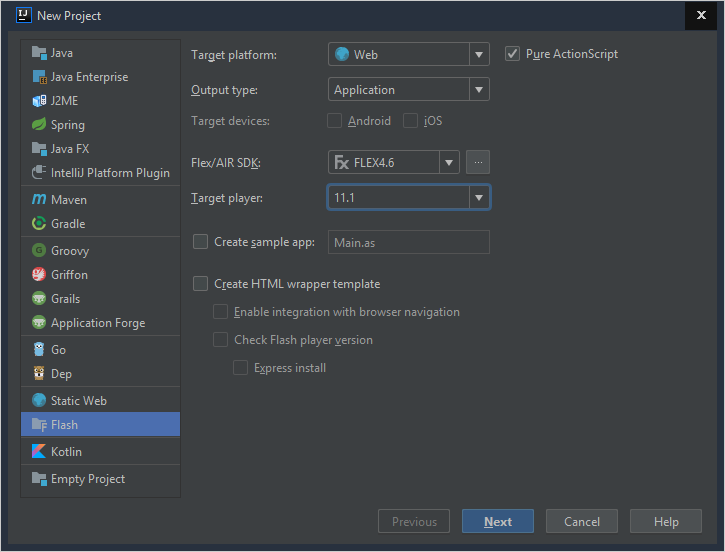 New Project
Java
Java Enterprise
J2ME
Spring
Java FX
IntelliJ Platform Plugin
Maven
Gradle
Groovy
Griffon
Grails
Application Forge
Go
Dep
Static Web
Flash
Kotlin
Empty Project
Target platform: Web Pure ActionScript
Output type: Application
Target devices: Android iOS
Flex/AIR SDK: FLEX4.6 ...
Target player: 11.1
Create sample app: Main.as
Create HTML wrapper template
Enable integration with browser navigation
Check Flash player version
Express install
Previous Next Cancel Help